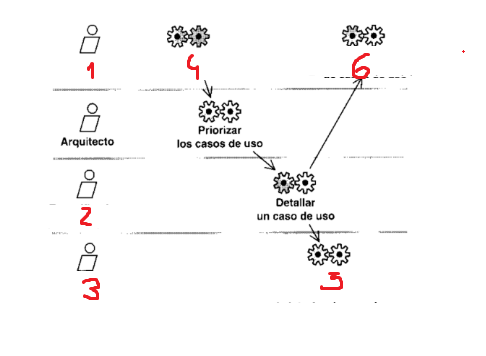 1
4
6
Arquitecto
Priorizar
los casos de uso
2
Detallar
un caso de uso
3
5